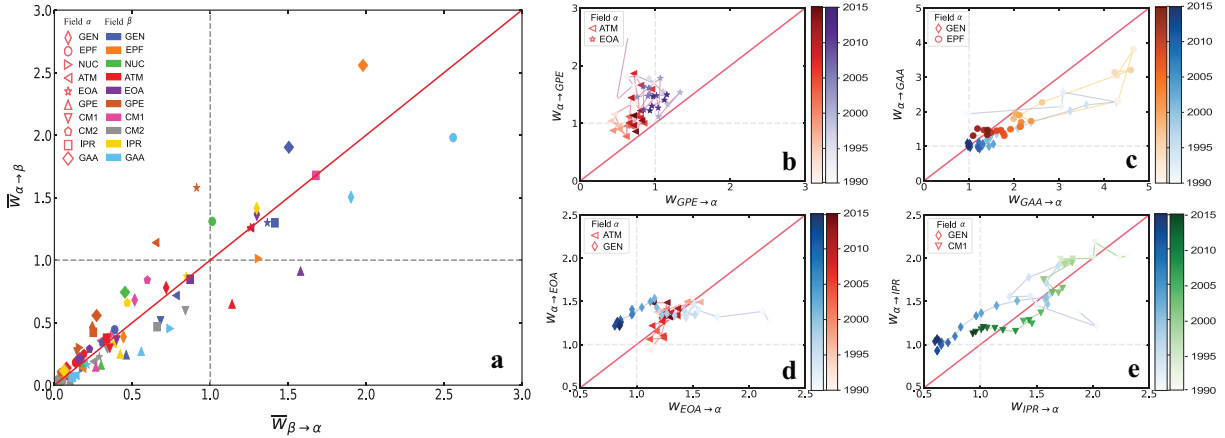 Field α Field β
GEN GEN
EPF EPF
NUC NUC
ATM ATM
EOA EOA
GPE GPE
CM1 CM1
CM2 CM2
IPR IPR
GAA GAA
3.0
2.5
2.0
1.5
1.0
0.5
0.0
W̅α→β
0.0 0.5 1.0 1.5 2.0 2.5 3.0
W̅β→α
a
Field α
ATM
EOA
3
2
1
0
Wα→GPE
0 1 2 3
WGPE→α
b
2015
2010
2005
2000
1995
1990
Field α
GEN
EPF
5
4
3
2
1
0
Wα→GAA
0 1 2 3 4 5
WGAA→α
c
2015
2010
2005
2000
1995
1990
Field α
ATM
GEN
2.5
2.0
1.5
1.0
0.5
Wα→EOA
0.5 1.0 1.5 2.0 2.5
WEOA→α
d
2015
2010
2005
2000
1995
1990
Field α
GEN
CM1
2.5
2.0
1.5
1.0
0.5
Wα→IPR
0.5 1.0 1.5 2.0 2.5
WIPR→α
e
2015
2010
2005
2000
1995
1990